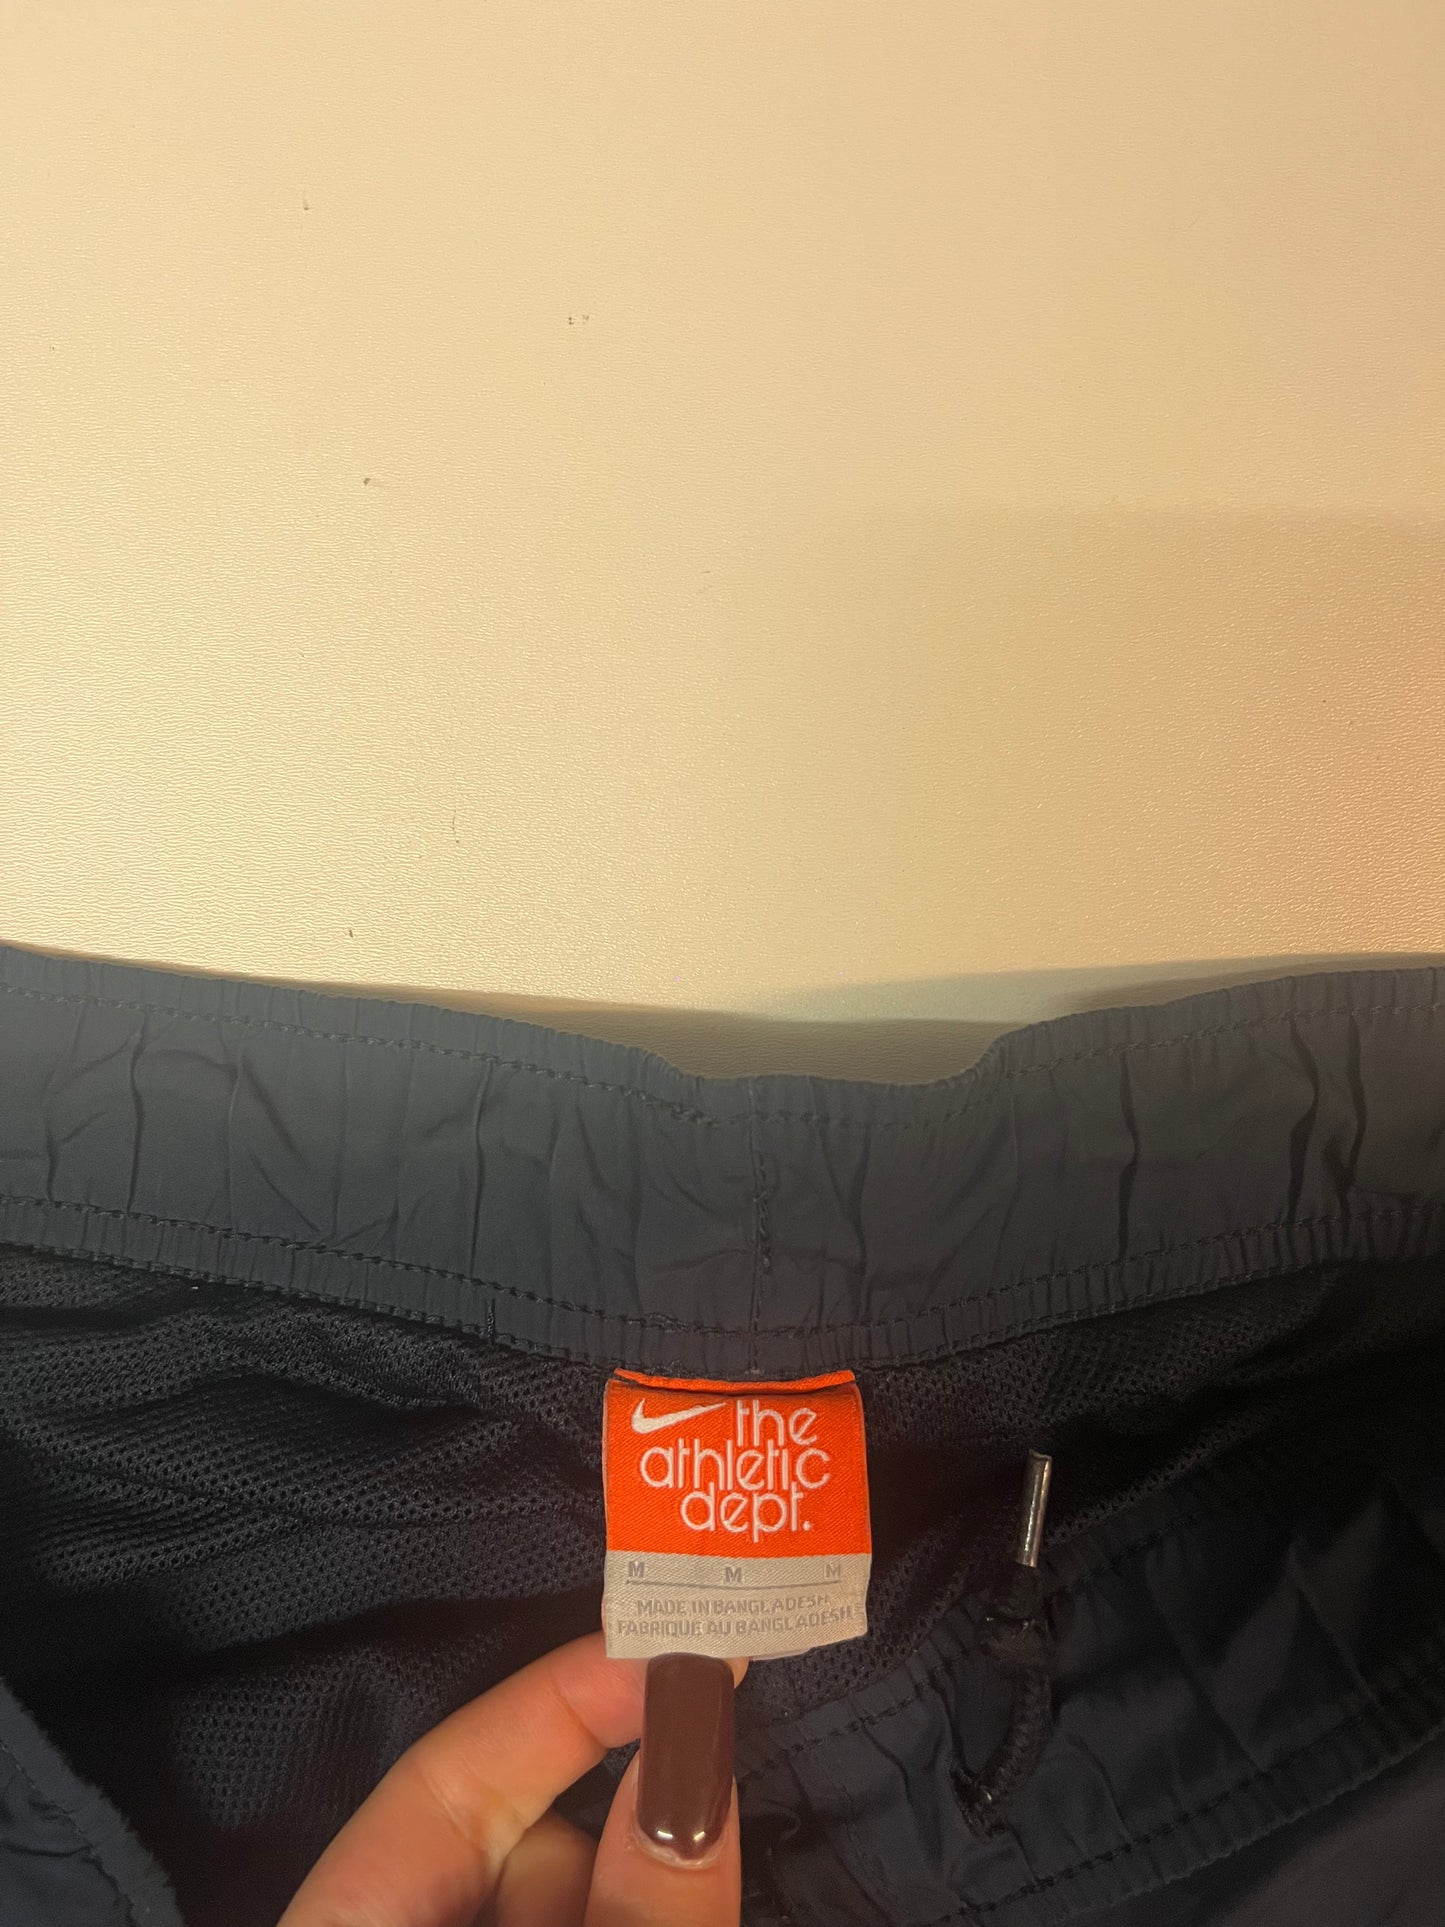 the
athletic
dept.
M M M
MADE IN BANGLADESH
FABRIQUE AU BANGLADESH